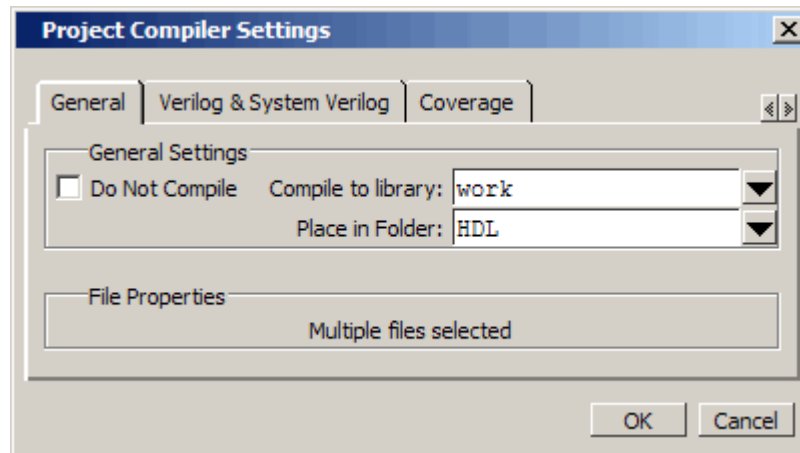 Project Compiler Settings
General Verilog & System Verilog Coverage
General Settings
Do Not Compile Compile to library: work
Place in Folder: HDL
File Properties
Multiple files selected
OK Cancel